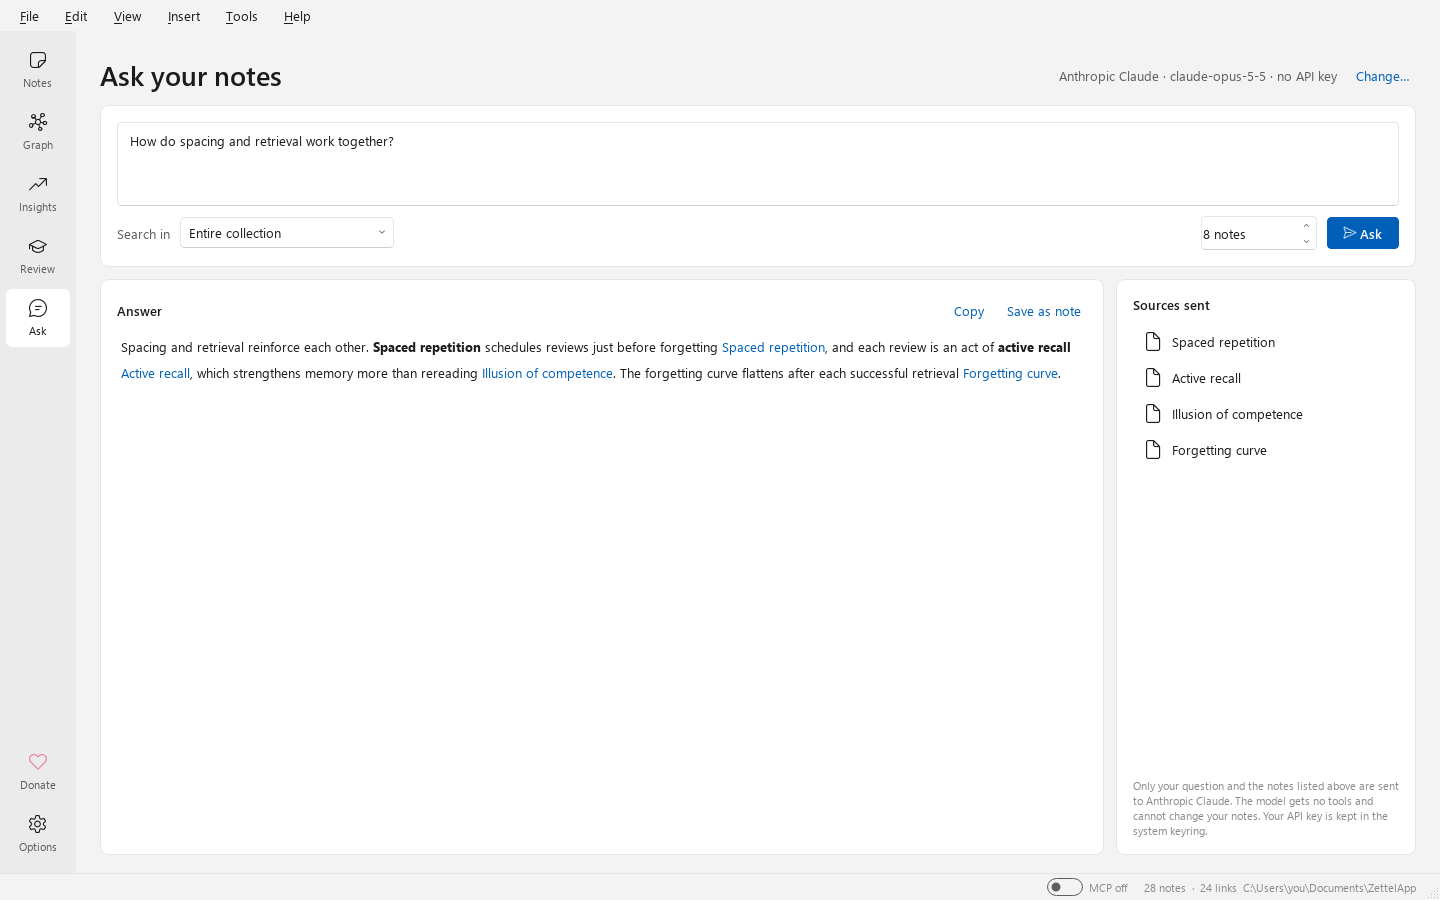 File Edit View Insert Tools Help
Notes
Graph
Insights
Review
Ask
Donate
Options
Ask your notes
Anthropic Claude · claude-opus-5-5 · no API key Change...
How do spacing and retrieval work together?
Search in Entire collection
8 notes Ask
Answer
Copy Save as note
Spacing and retrieval reinforce each other. Spaced repetition schedules reviews just before forgetting Spaced repetition, and each review is an act of active recall
Active recall, which strengthens memory more than rereading Illusion of competence. The forgetting curve flattens after each successful retrieval Forgetting curve.
Sources sent
Spaced repetition
Active recall
Illusion of competence
Forgetting curve
Only your question and the notes listed above are sent
to Anthropic Claude. The model gets no tools and
cannot change your notes. Your API key is kept in the
system keyring.
MCP off 28 notes · 24 links C:\Users\you\Documents\ZettelApp